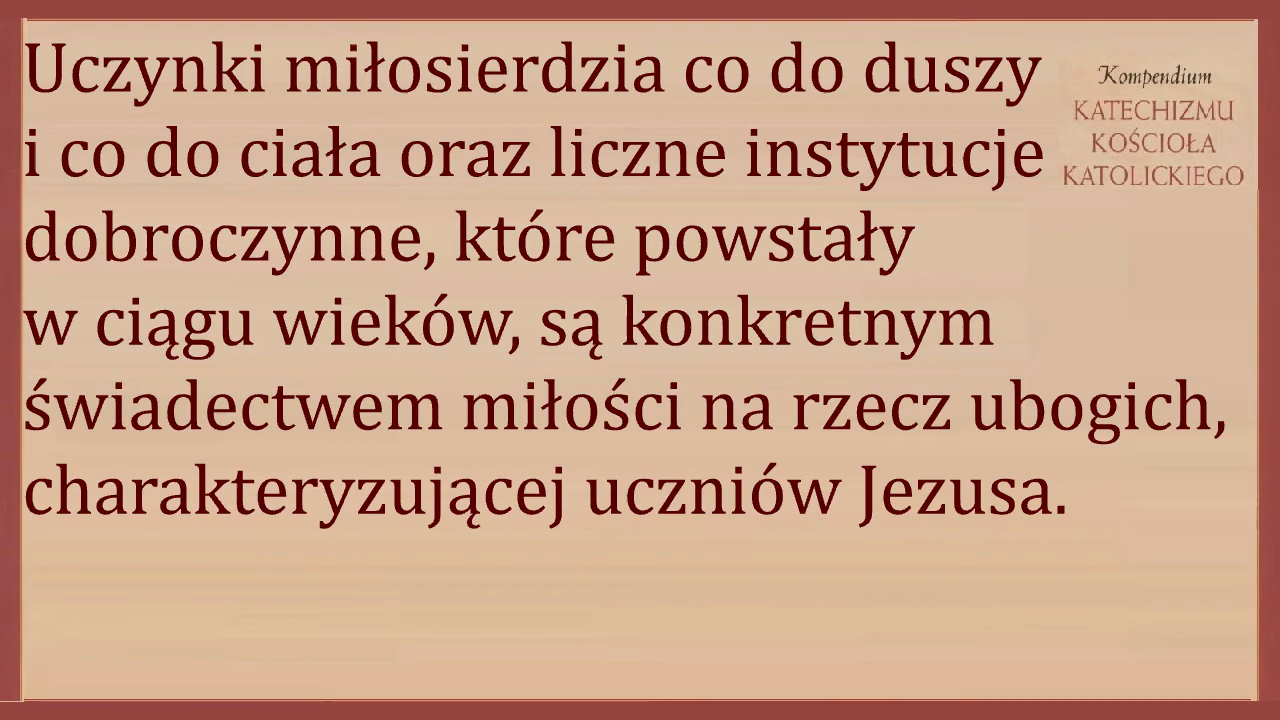 Uczynki miłosierdzia co do duszy
i co do ciała oraz liczne instytucje
dobroczynne, które powstały
w ciągu wieków, są konkretnym
świadectwem miłości na rzecz ubogich,
charakteryzującej uczniów Jezusa.
Kompendium
KATECHIZMU
KOŚCIOŁA
KATOLICKIEGO